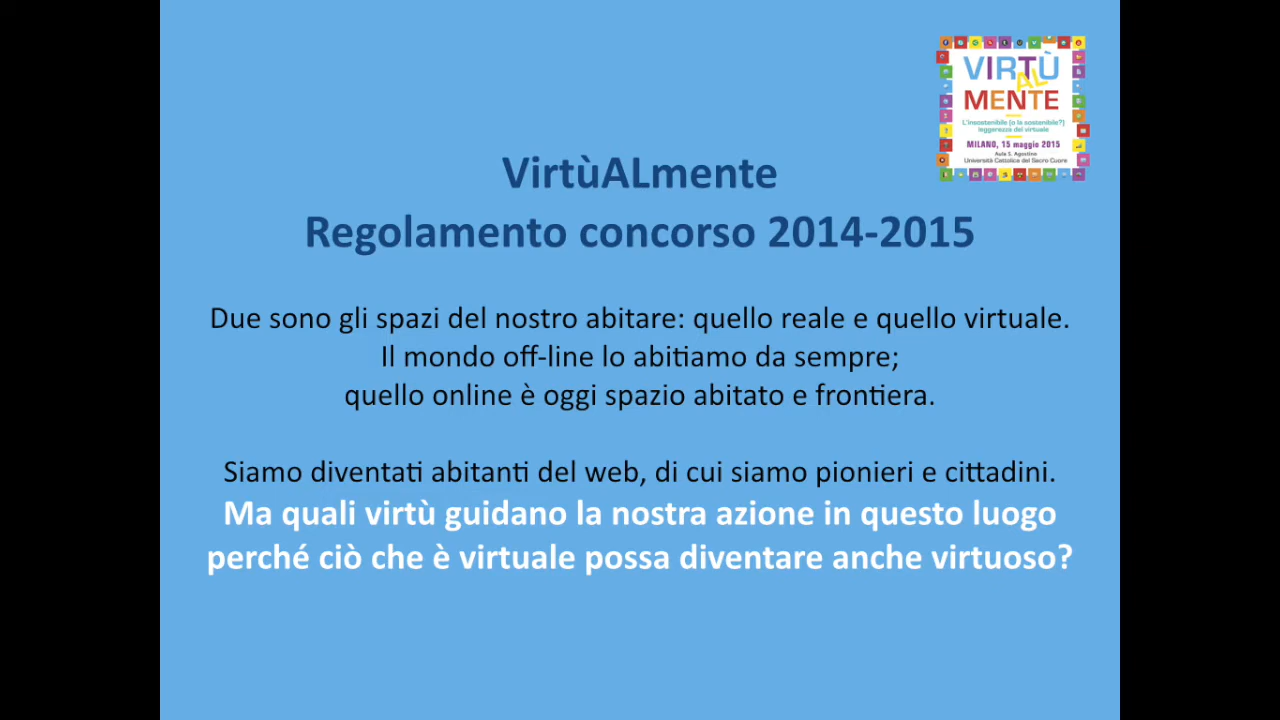 VIRTÙ
AL
MENTE
L'insostenibile (o la sostenibile?)
leggerezza del virtuale
MILANO, 15 maggio 2015
Aula S. Agostino
Università Cattolica del Sacro Cuore
VirtùALmente
Regolamento concorso 2014-2015
Due sono gli spazi del nostro abitare: quello reale e quello virtuale.
Il mondo off-line lo abitiamo da sempre;
quello online è oggi spazio abitato e frontiera.
Siamo diventati abitanti del web, di cui siamo pionieri e cittadini.
Ma quali virtù guidano la nostra azione in questo luogo
perché ciò che è virtuale possa diventare anche virtuoso?